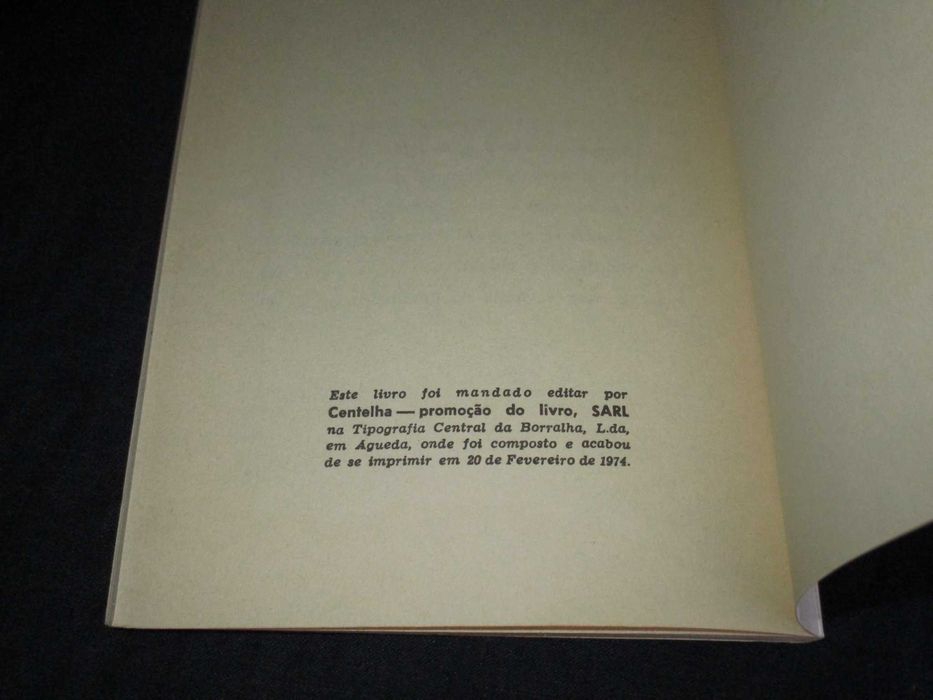 Este livro foi mandado editar por
Centelha — promoção do livro, SARL
na Tipografia Central da Borralha, L.da,
em Águeda, onde foi composto e acabou
de se imprimir em 20 de Fevereiro de 1974.